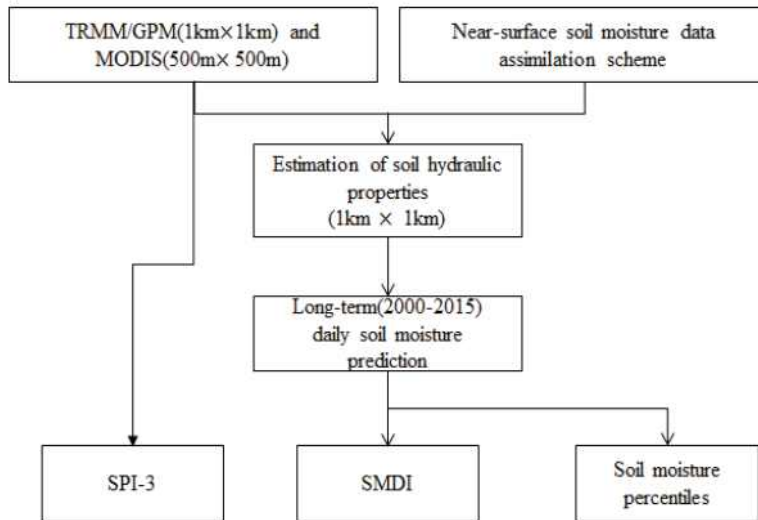 TRMM/GPM(1km×1km) and
MODIS(500m× 500m)
Near-surface soil moisture data
assimilation scheme
Estimation of soil hydraulic
properties
(1km × 1km)
Long-term(2000-2015)
daily soil moisture
prediction
SPI-3
SMDI
Soil moisture
percentiles